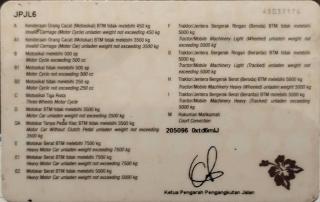 JPJL6
A Kenderaan Orang Cacat (Motosikal) BTM tidak melebihi 450 kg
Invalid Carriage (Motor Cycle) unladen weight not exceeding 450 kg
A1 Kenderaan Orang Cacat (Motokar) BTM tidak melebihi 3500 kg
Invalid Carriage (Motor Car) unladen weight not exceeding 3500 kg
B Motosikal melebihi 500 sp
Motor Cycle exceeding 500 cc
B1 Motosikal tidak melebihi 500 sp
Motor Cycle not exceeding 500 cc
B2 Motosikal tidak melebihi 250 sp
Motor Cycle not exceeding 250 cc
C Motosikal Tiga Roda
Three Wheels Motor Cycle
D Motokar BTM tidak melebihi 3500 kg
Motor Car unladen weight not exceeding 3500 kg
DA Motokar Tanpa Pedal Klac BTM tidak melebihi 3500 kg
Motor Car Without Clutch Pedal unladen weight not exceeding
3500 kg
E Motokar Berat BTM melebihi 7500 kg
Heavy Motor Car unladen weight exceeding 7500 kg
E1 Motokar Berat BTM tidak melebihi 7500 kg
Heavy Motor Car unladen weight not exceeding 7500 kg
E2 Motokar Berat BTM tidak melebihi 5000 kg
Heavy Motor Car unladen weight not exceeding 5000 kg
F Traktor/Jentera Bergerak Ringan (Beroda) BTM tidak melebihi
5000 kg
Tractor/Mobile Machinery Light (Wheeled) unladen weight not exceeding
5000 kg
G Traktor/Jentera Bergerak Ringan (Berantai) BTM tidak melebihi
5000 kg
Tractor/Mobile Machinery Light (Tracked) unladen weight not exceeding
5000 kg
H Traktor/Jentera Bergerak Berat (Beroda) BTM melebihi 5000 kg
Tractor/Mobile Machinery Heavy (Wheeled) unladen weight exceeding
5000 kg
I Traktor/Jentera Bergerak Berat (Berantai) BTM melebihi 5000 kg
Tractor/Mobile Machinery Heavy (Tracked) unladen weight exceeding
5000 kg
M Hukuman Mahkamah
Court Conviction
205096 0xtd6mAJ
Ketua Pengarah Pengangkutan Jalan